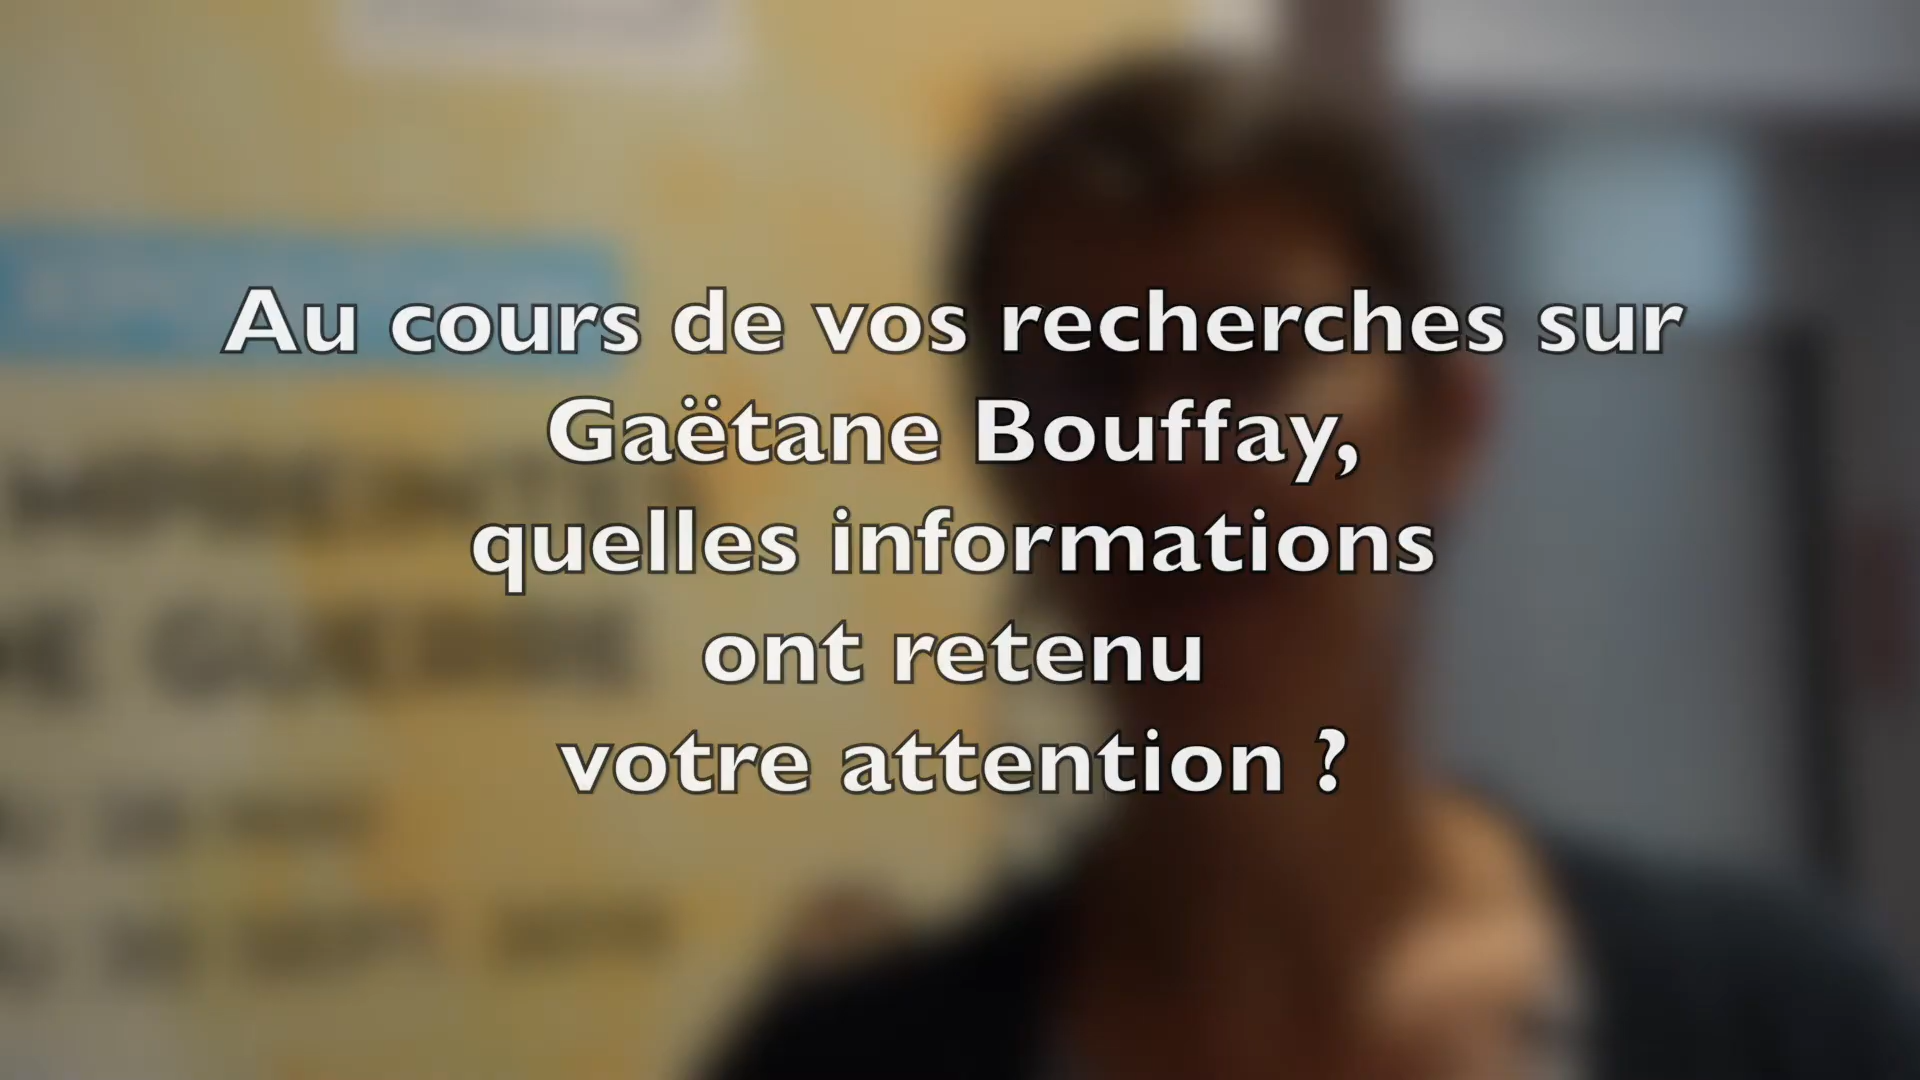 Au cours de vos recherches sur
Gaëtane Bouffay,
quelles informations
ont retenu
votre attention ?